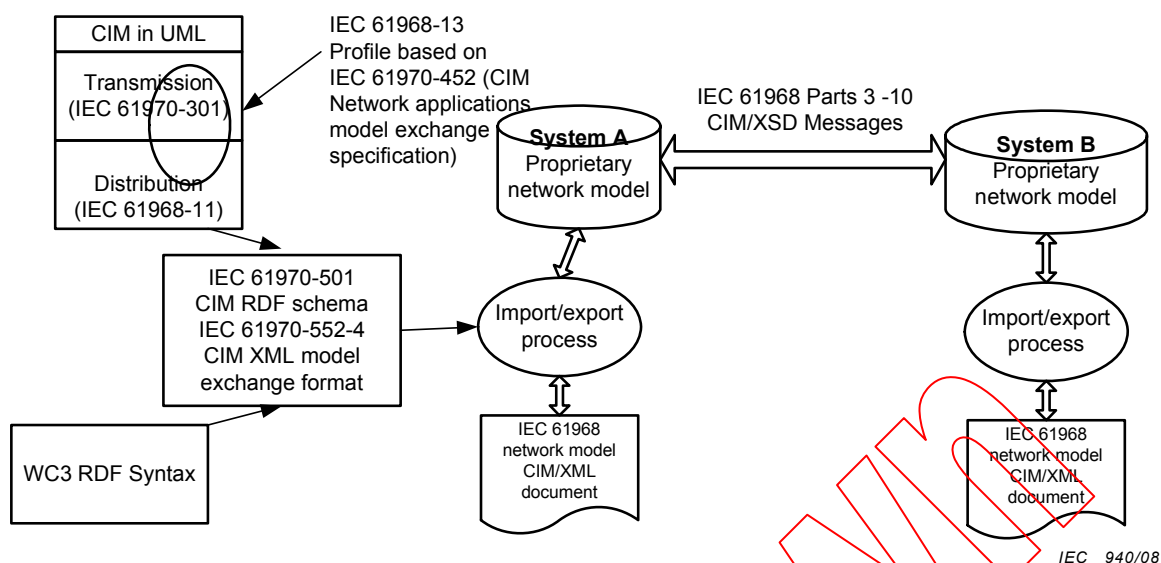 CIM in UML
Transmission
(IEC 61970-301)
Distribution
(IEC 61968-11)
IEC 61968-13
Profile based on
IEC 61970-452 (CIM
Network applications
model exchange
specification)
IEC 61970-501
CIM RDF schema
IEC 61970-552-4
CIM XML model
exchange format
WC3 RDF Syntax
System A
Proprietary
network model
IEC 61968 Parts 3 -10
CIM/XSD Messages
System B
Proprietary
network model
Import/export
process
Import/export
process
IEC 61968
network model
CIM/XML
document
IEC 61968
network model
CIM/XML
document
IEC 940/08